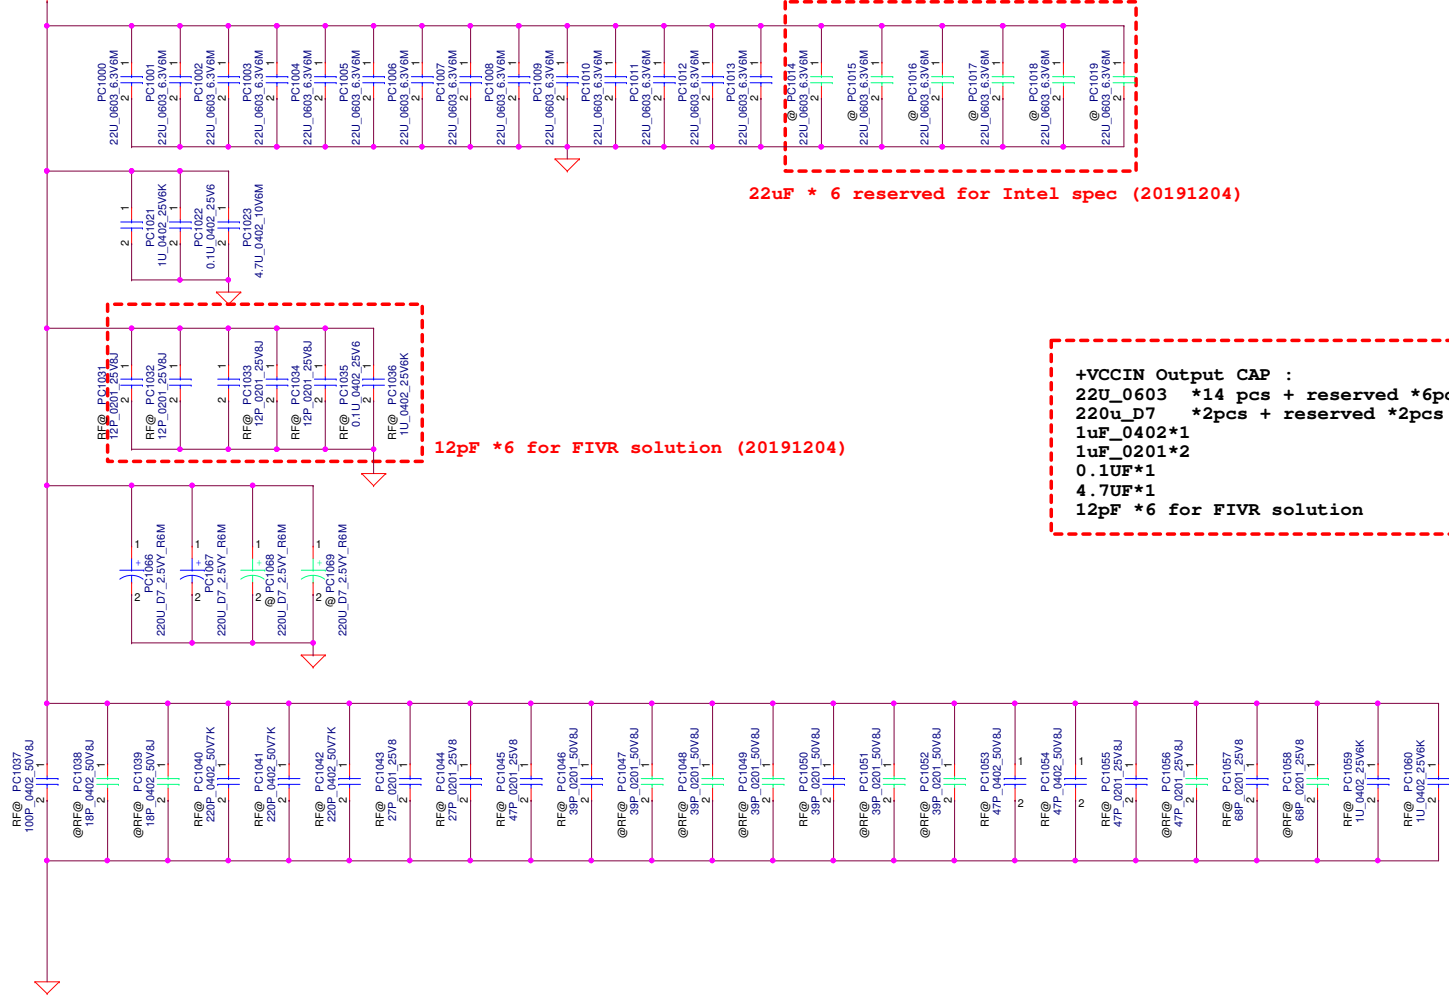 PC1000
22U_0603_6.3V6M
PC1001
22U_0603_6.3V6M
PC1002
22U_0603_6.3V6M
PC1003
22U_0603_6.3V6M
PC1004
22U_0603_6.3V6M
PC1005
22U_0603_6.3V6M
PC1006
22U_0603_6.3V6M
PC1007
22U_0603_6.3V6M
PC1008
22U_0603_6.3V6M
PC1009
22U_0603_6.3V6M
PC1010
22U_0603_6.3V6M
PC1011
22U_0603_6.3V6M
PC1012
22U_0603_6.3V6M
PC1013
22U_0603_6.3V6M
@ PC1014
22U_0603_6.3V6M
@ PC1015
22U_0603_6.3V6M
@ PC1016
22U_0603_6.3V6M
@ PC1017
22U_0603_6.3V6M
@ PC1018
22U_0603_6.3V6M
@ PC1019
22U_0603_6.3V6M
22uF * 6 reserved for Intel spec (20191204)
PC1021
1U_0402_25V6K
PC1022
0.1U_0402_25V6
PC1023
4.7U_0402_10V6M
RF@ PC1031
12P_0201_25V8J
RF@ PC1032
12P_0201_25V8J
RF@ PC1033
12P_0201_25V8J
RF@ PC1034
12P_0201_25V8J
RF@ PC1035
0.1U_0402_25V6
RF@ PC1036
1U_0402_25V6K
12pF *6 for FIVR solution (20191204)
+VCCIN Output CAP :
22U_0603 *14 pcs + reserved *6pc
220u_D7 *2pcs + reserved *2pcs
1uF_0402*1
1uF_0201*2
0.1UF*1
4.7UF*1
12pF *6 for FIVR solution
PC1066
220U_D7_2.5VY_R6M
PC1067
220U_D7_2.5VY_R6M
@ PC1068
220U_D7_2.5VY_R6M
@ PC1069
220U_D7_2.5VY_R6M
RF@ PC1037
100P_0402_50V8J
@RF@ PC1038
18P_0402_50V8J
@RF@ PC1039
18P_0402_50V8J
RF@ PC1040
220P_0402_50V7K
RF@ PC1041
220P_0402_50V7K
RF@ PC1042
220P_0402_50V7K
RF@ PC1043
27P_0201_25V8
RF@ PC1044
27P_0201_25V8
RF@ PC1045
47P_0201_25V8
RF@ PC1046
39P_0201_50V8J
@RF@ PC1047
39P_0201_50V8J
@RF@ PC1048
39P_0201_50V8J
@RF@ PC1049
39P_0201_50V8J
RF@ PC1050
39P_0201_50V8J
@RF@ PC1051
39P_0201_50V8J
@RF@ PC1052
39P_0201_50V8J
RF@ PC1053
47P_0402_50V8J
RF@ PC1054
47P_0402_50V8J
RF@ PC1055
47P_0201_25V8J
@RF@ PC1056
47P_0201_25V8J
RF@ PC1057
68P_0201_25V8
@RF@ PC1058
68P_0201_25V8
RF@ PC1059
1U_0402_25V6K
RF@ PC1060
1U_0402_25V6K